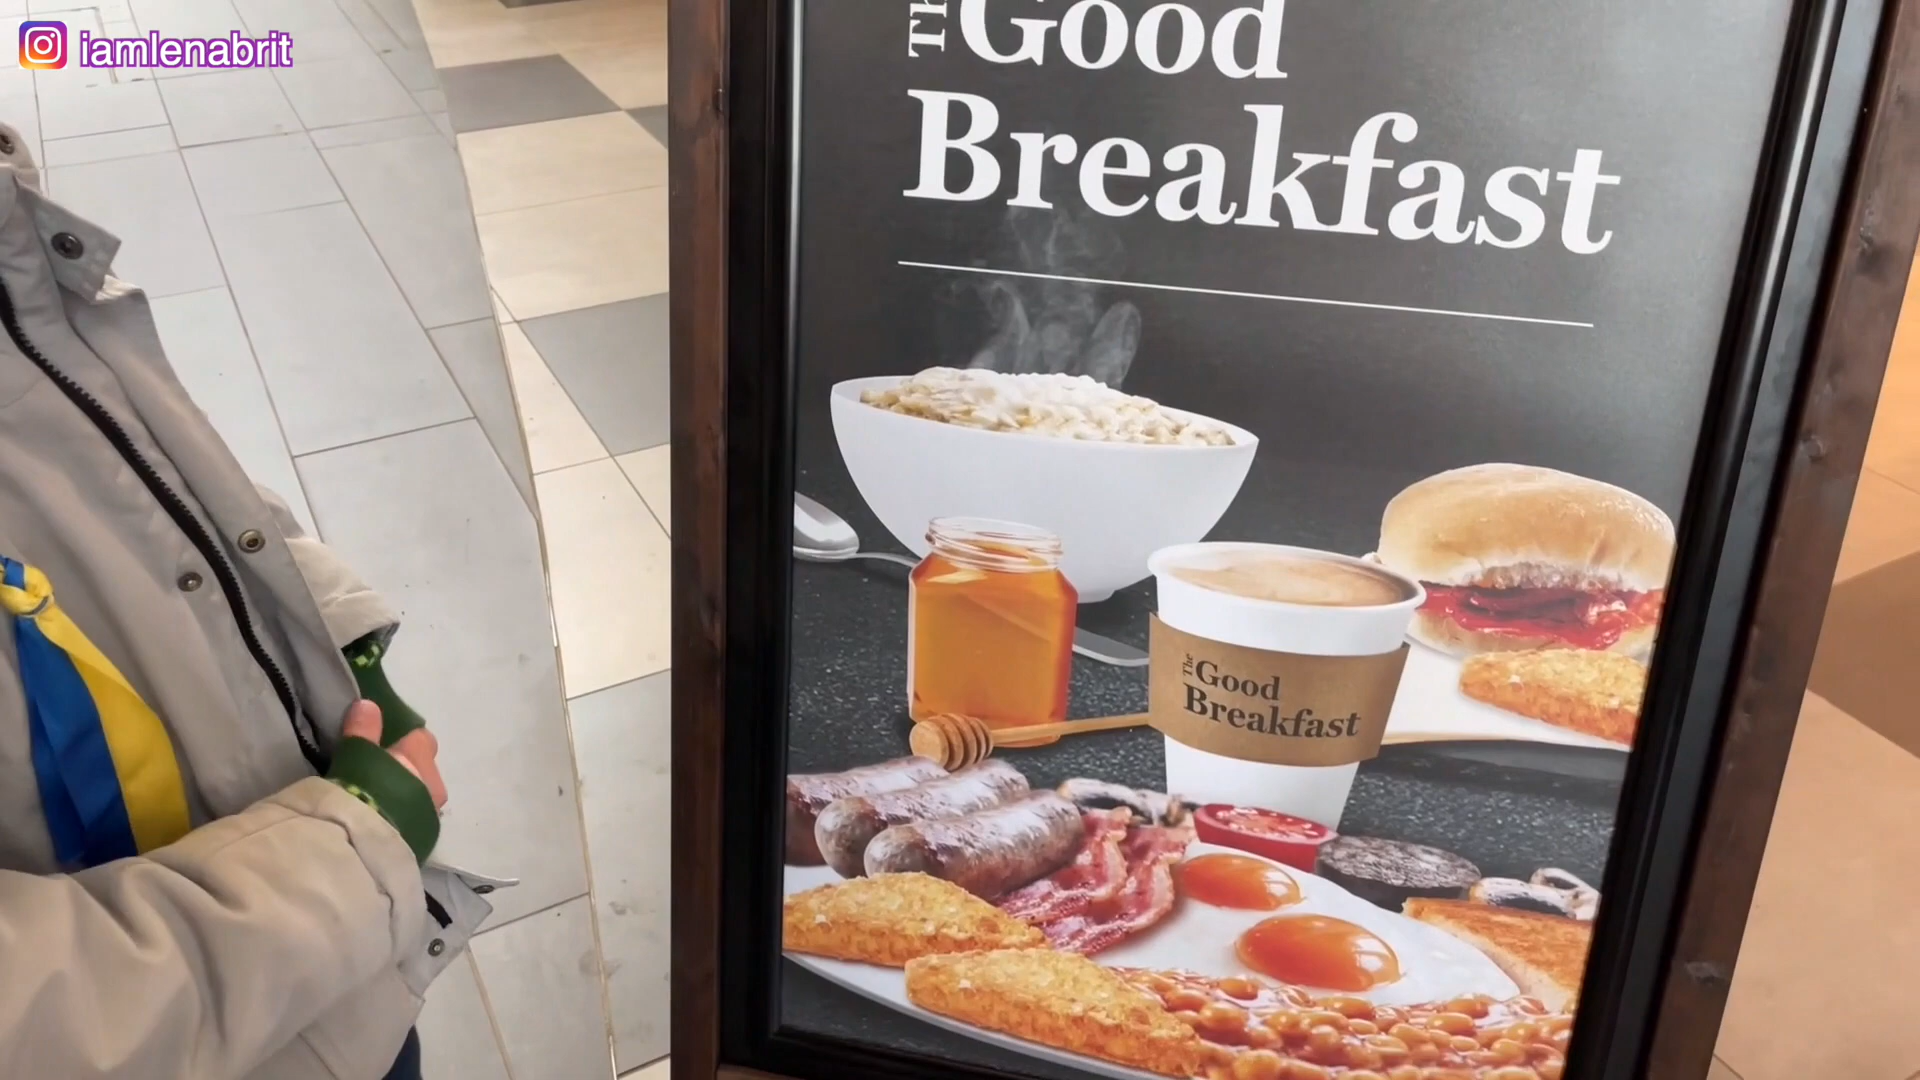 iamlenabrit
The Good
Breakfast
The Good
Breakfast